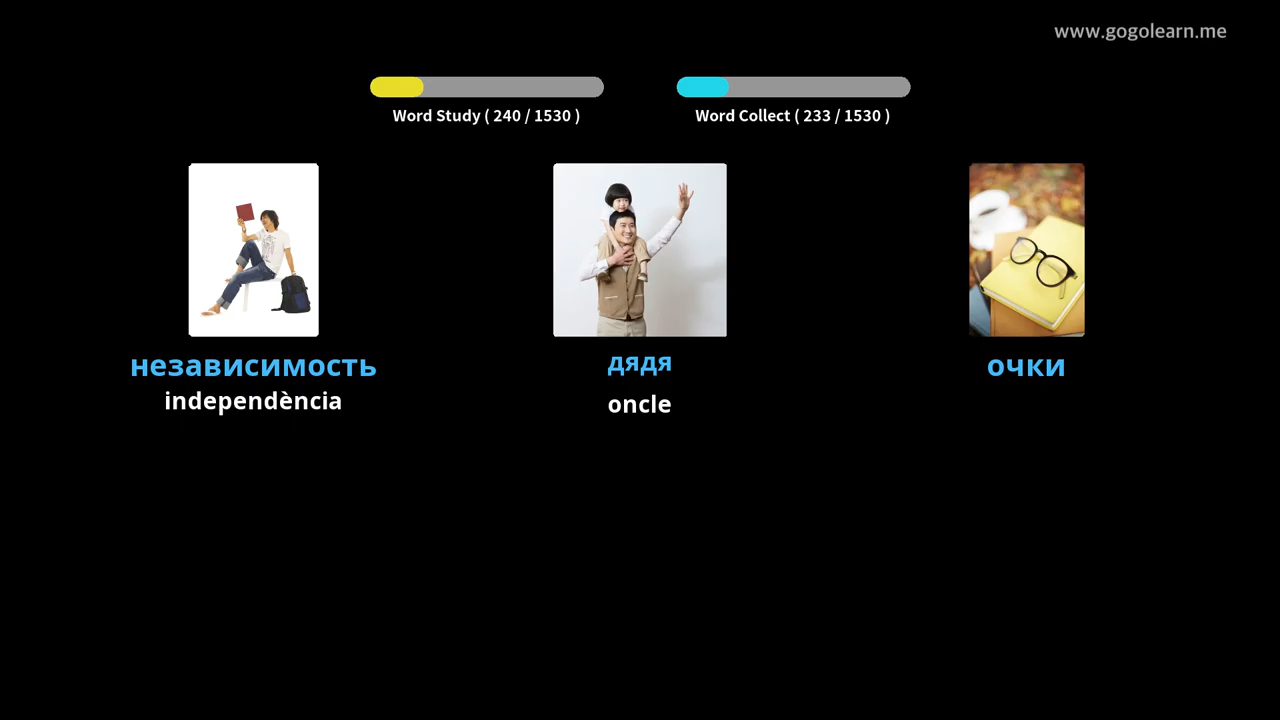 www.gogolearn.me
Word Study ( 240 / 1530 )
Word Collect ( 233 / 1530 )
независимость
independència
дядя
oncle
очки